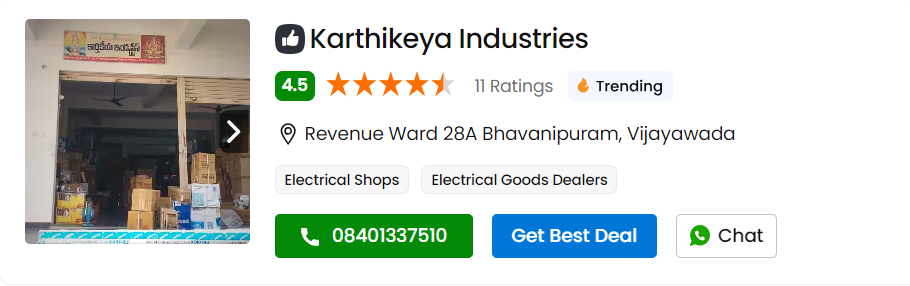 కార్తికేయ ఇండస్ట్రీస్
Karthikeya Industries
4.5 11 Ratings Trending
Revenue Ward 28A Bhavanipuram, Vijayawada
Electrical Shops Electrical Goods Dealers
08401337510 Get Best Deal Chat